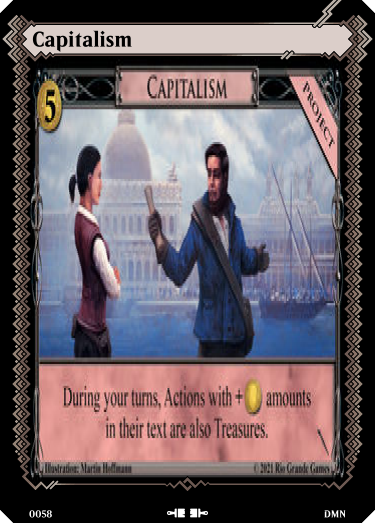 Capitalism
CAPITALISM
5
PROJECT
During your turns, Actions with + amounts
in their text are also Treasures.
Illustration: Martin Hoffmann
© 2021 Rio Grande Games
0058
DMN